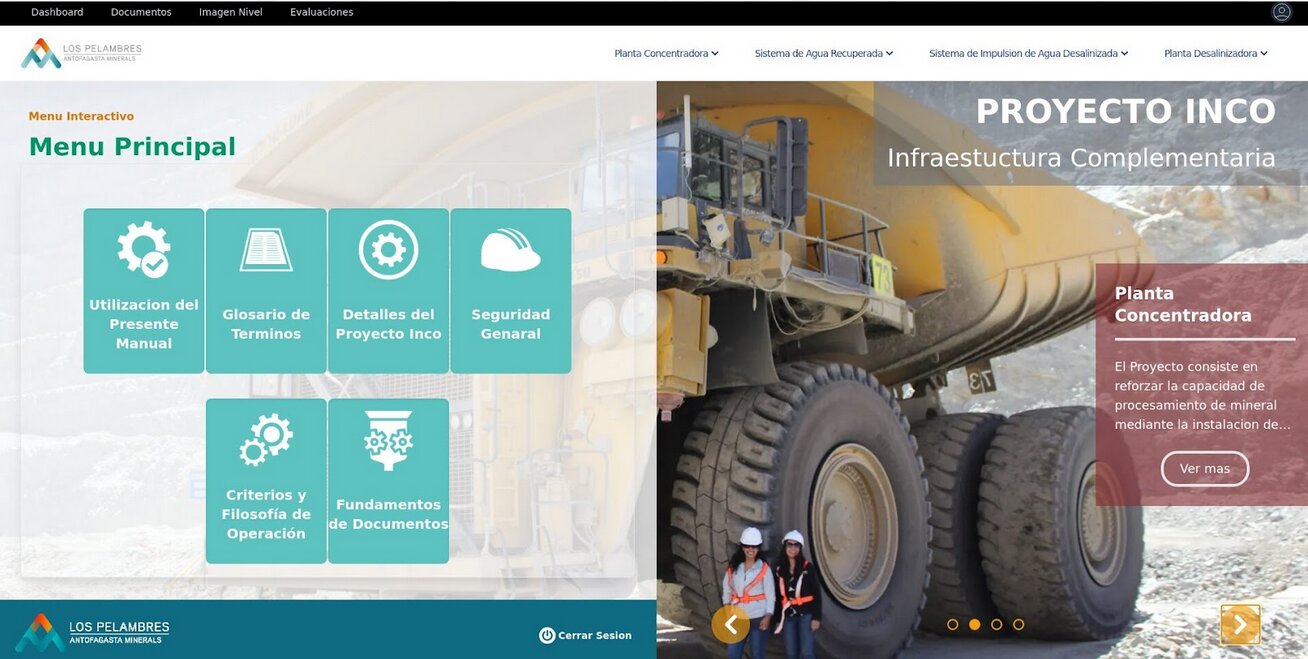 Dashboard
Documentos
Imagen Nivel
Evaluaciones
LOS PELAMBRES
ANTOFAGASTA MINERALS
Planta Concentradora
Sistema de Agua Recuperada
Sistema de Impulsion de Agua Desalinizada
Planta Desalinizadora
Menu Interactivo
Menu Principal
Utilizacion del
Presente
Manual
Glosario de
Terminos
Detalles del
Proyecto Inco
Seguridad
Genaral
Criterios y
Filosofía de
Operación
Fundamentos
de Documentos
LOS PELAMBRES
ANTOFAGASTA MINERALS
Cerrar Sesion
PROYECTO INCO
Infraestuctura Complementaria
73
73
Planta
Concentradora
El Proyecto consiste en
reforzar la capacidad de
procesamiento de mineral
mediante la instalacion de...
Ver mas